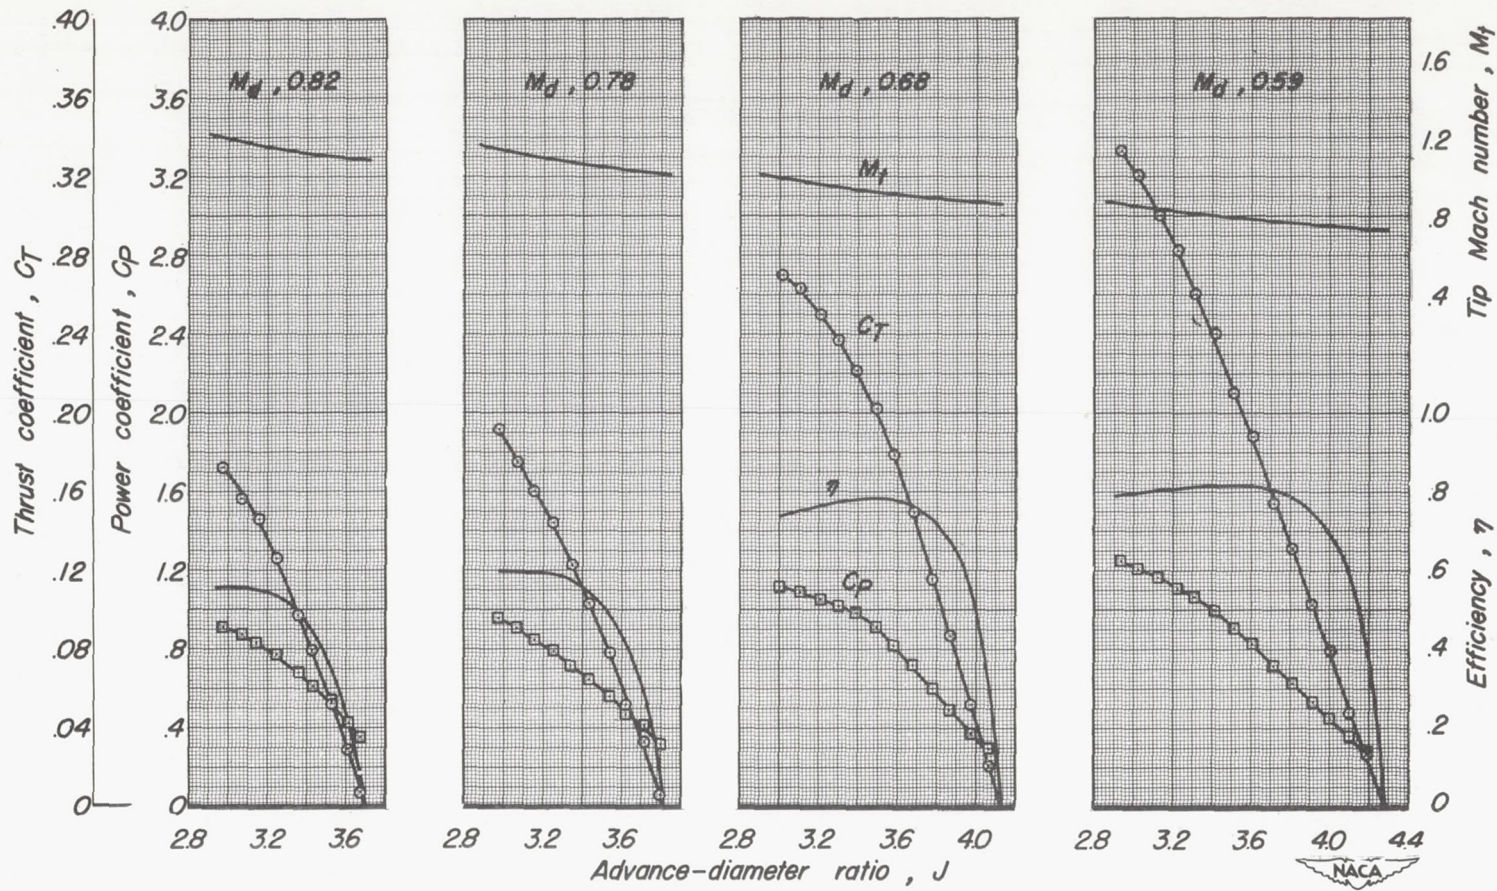 .40
.36
.32
.28
.24
.20
.16
.12
.08
.04
0
Thrust coefficient , CT
4.0
3.6
3.2
2.8
2.4
2.0
1.6
1.2
.8
.4
0
Power coefficient , Cp
Md , 0.82
Md , 0.78
Md , 0.68
Md , 0.59
Mt
CT
η
CP
1.6
1.2
.8
.4
Tip Mach number , Mt
1.0
.8
.6
.4
.2
0
Efficiency , η
2.8 3.2 3.6
2.8 3.2 3.6
2.8 3.2 3.6 4.0
2.8 3.2 3.6 4.0 4.4
Advance-diameter ratio , J
NACA